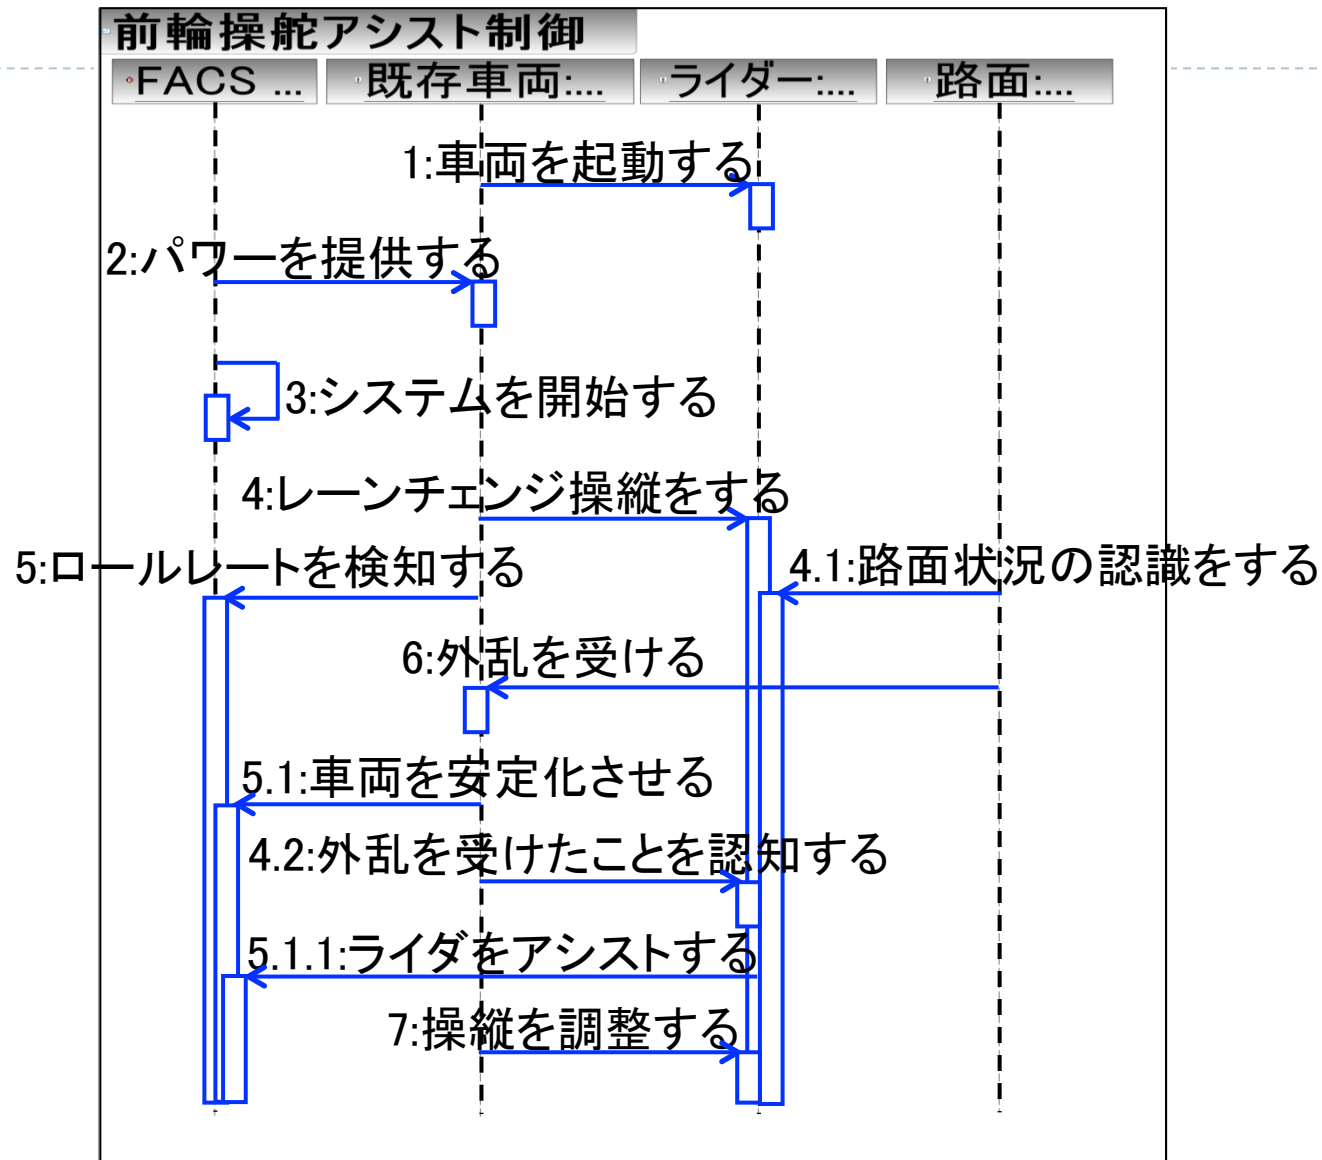 前輪操舵アシスト制御
FACS ...
既存車両:...
ライダー:...
路面:...
1:車両を起動する
2:パワーを提供する
3:システムを開始する
4:レーンチェンジ操縦をする
5:ロールレートを検知する
4.1:路面状況の認識をする
6:外乱を受ける
5.1:車両を安定化させる
4.2:外乱を受けたことを認知する
5.1.1:ライダをアシストする
7:操縦を調整する